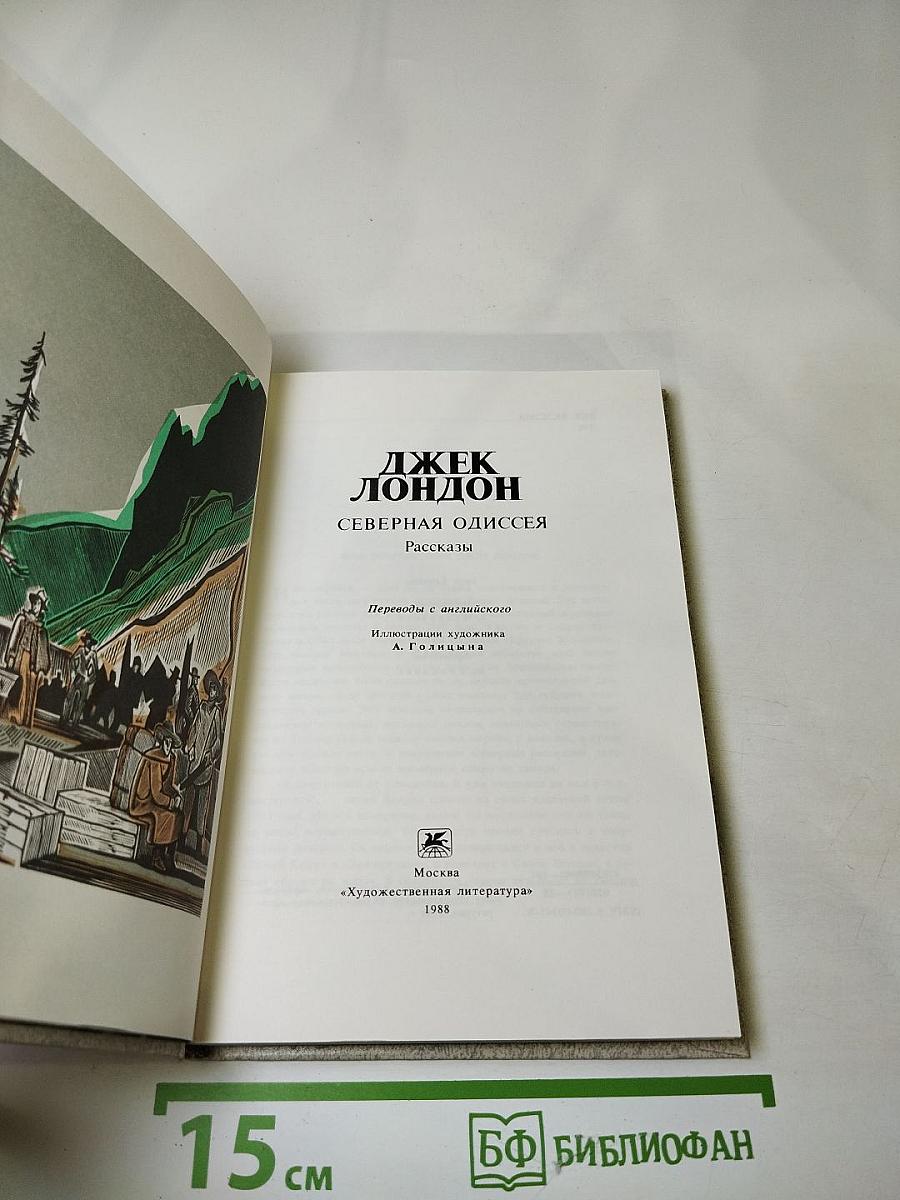 ДЖЕК
ЛОНДОН
СЕВЕРНАЯ ОДИССЕЯ
Рассказы
Переводы с английского
Иллюстрации художника
А. Голицына
Москва
«Художественная литература»
1988
15 см
БФ БИБЛИОФАН